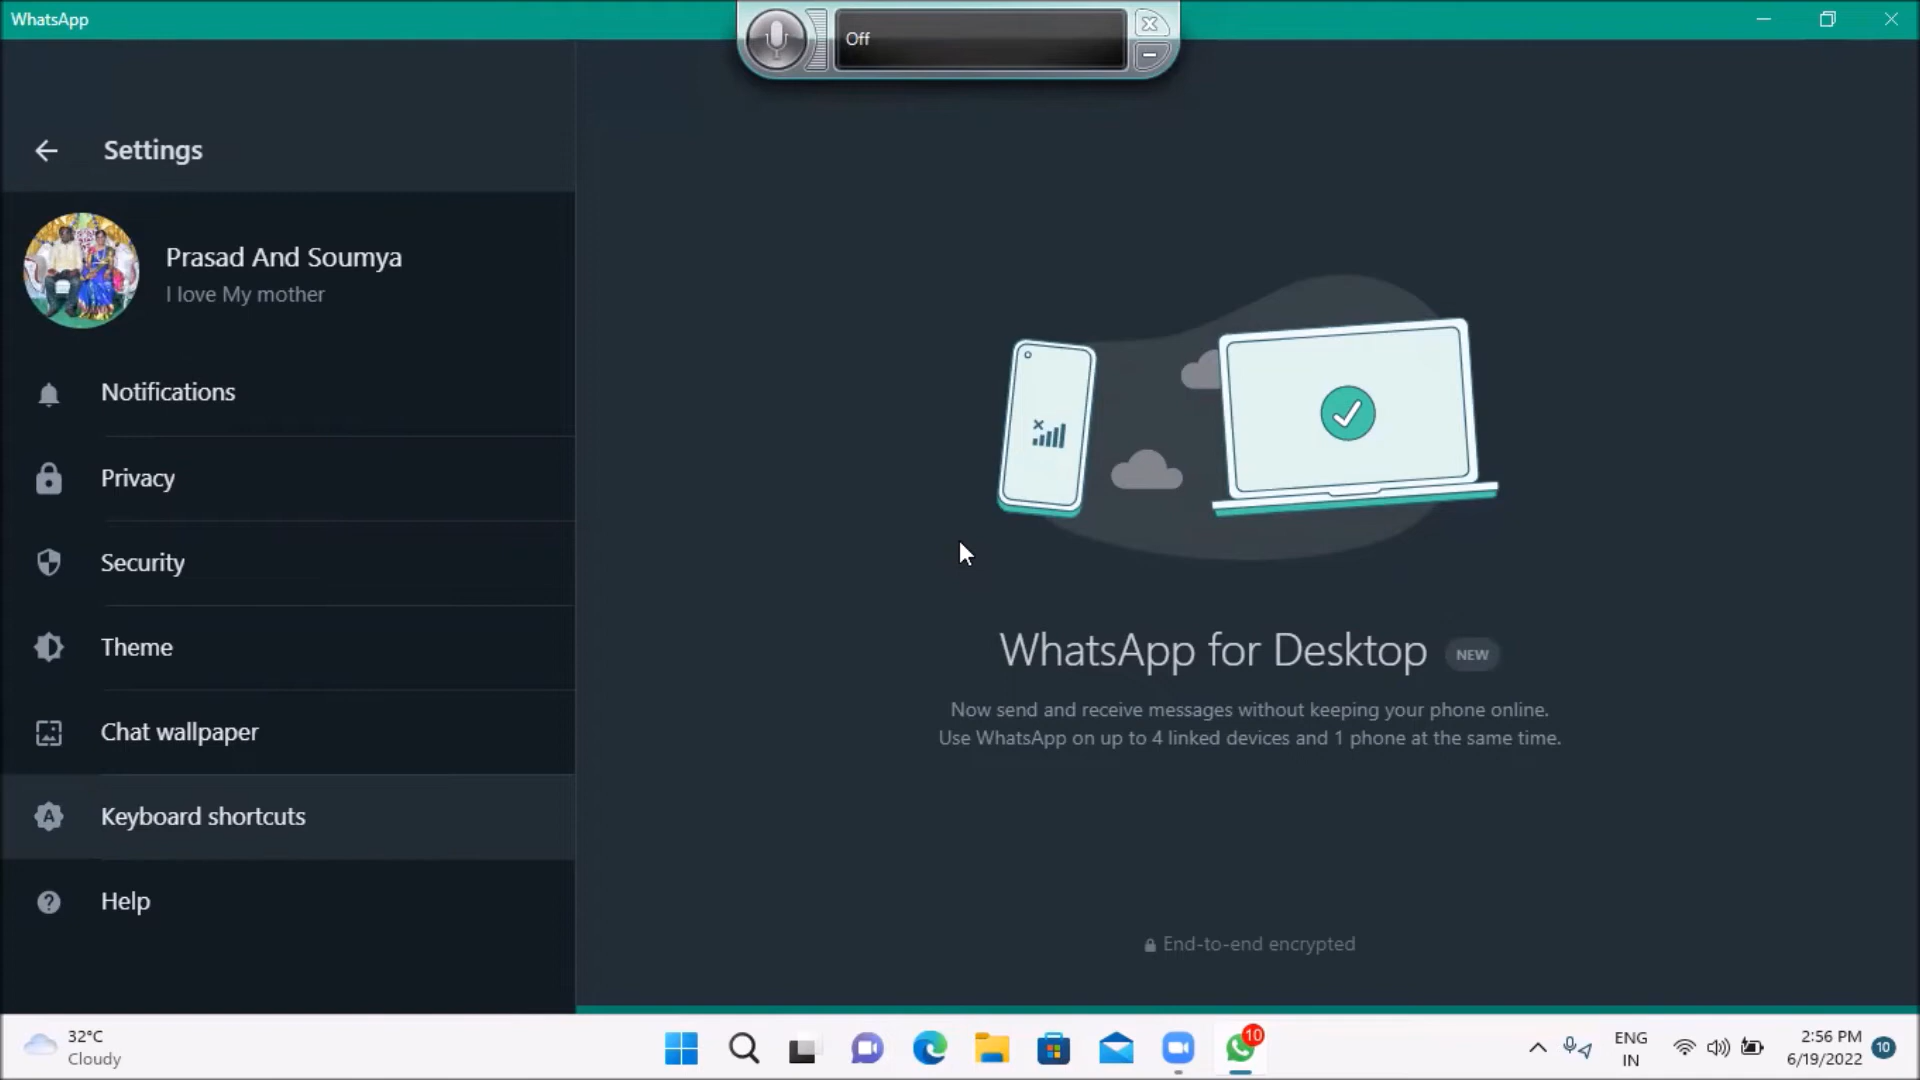 WhatsApp
Off
Settings
Prasad And Soumya
I love My mother
Notifications
Privacy
Security
Theme
Chat wallpaper
A
Keyboard shortcuts
?
Help
WhatsApp for Desktop NEW
Now send and receive messages without keeping your phone online.
Use WhatsApp on up to 4 linked devices and 1 phone at the same time.
End-to-end encrypted
32°C
Cloudy
10
ENG
IN
2:56 PM
6/19/2022
10